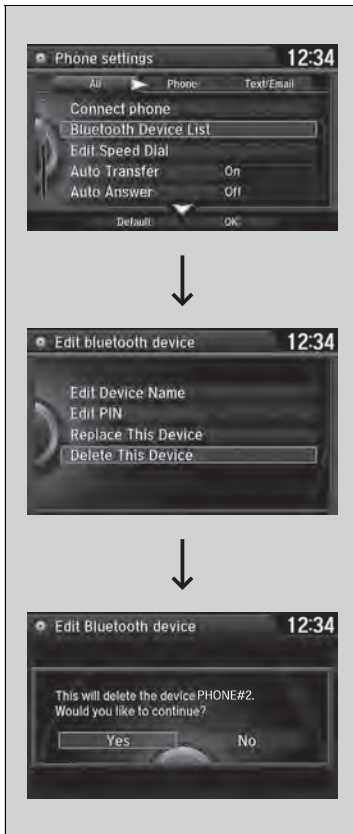 Phone settings 12:34
All Phone Text/Email
Connect phone
Bluetooth Device List
Edit Speed Dial
Auto Transfer On
Auto Answer Off
Default OK
Edit bluetooth device 12:34
Edit Device Name
Edit PIN
Replace This Device
Delete This Device
Edit Bluetooth device 12:34
This will delete the device PHONE#2.
Would you like to continue?
Yes No